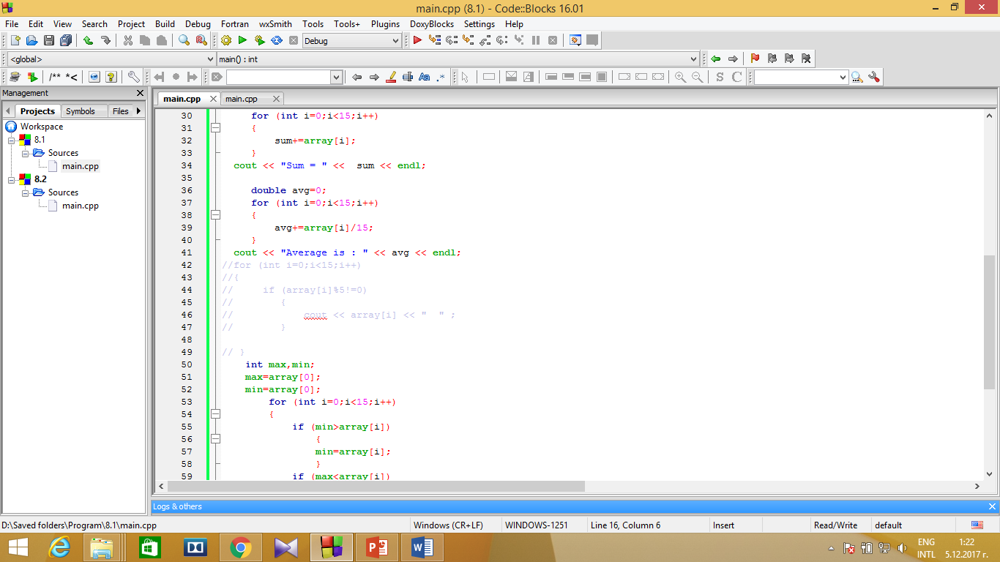 main.cpp (8.1) - Code::Blocks 16.01
File Edit View Search Project Build Debug Fortran wxSmith Tools Tools+ Plugins DoxyBlocks Settings Help
Debug
<global> main() : int
/** *< Aa .* S C
Management
main.cpp main.cpp
Projects Symbols Files
Workspace
8.1
Sources
main.cpp
8.2
Sources
main.cpp
30 for (int i=0;i<15;i++)
31 {
32 sum+=array[i];
33 }
34 cout << "Sum = " <<  sum << endl;
35
36 double avg=0;
37 for (int i=0;i<15;i++)
38 {
39 avg+=array[i]/15;
40 }
41 cout << "Average is : " << avg << endl;
42 //for (int i=0;i<15;i++)
43 //{
44 //     if (array[i]%5!=0)
45 //        {
46 //            cout << array[i] << "  " ;
47 //        }
48
49 // }
50 int max,min;
51 max=array[0];
52 min=array[0];
53 for (int i=0;i<15;i++)
54 {
55 if (min>array[i])
56 {
57 min=array[i];
58 }
59 if (max<array[i])
Logs & others
D:\Saved folders\Program\8.1\main.cpp Windows (CR+LF) WINDOWS-1251 Line 16, Column 6 Insert Read/Write default
ENG 1:22
INTL 5.12.2017 г.